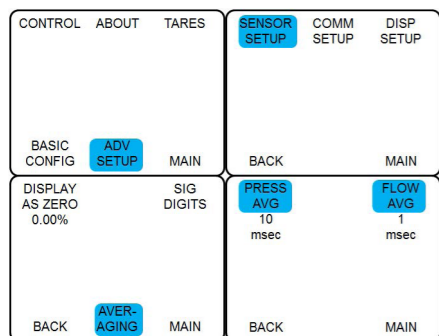 CONTROL ABOUT TARES
BASIC CONFIG ADV SETUP MAIN
SENSOR SETUP COMM SETUP DISP SETUP
BACK MAIN
DISPLAY AS ZERO 0.00% SIG DIGITS
BACK AVER- AGING MAIN
PRESS AVG 10 msec FLOW AVG 1 msec
BACK MAIN